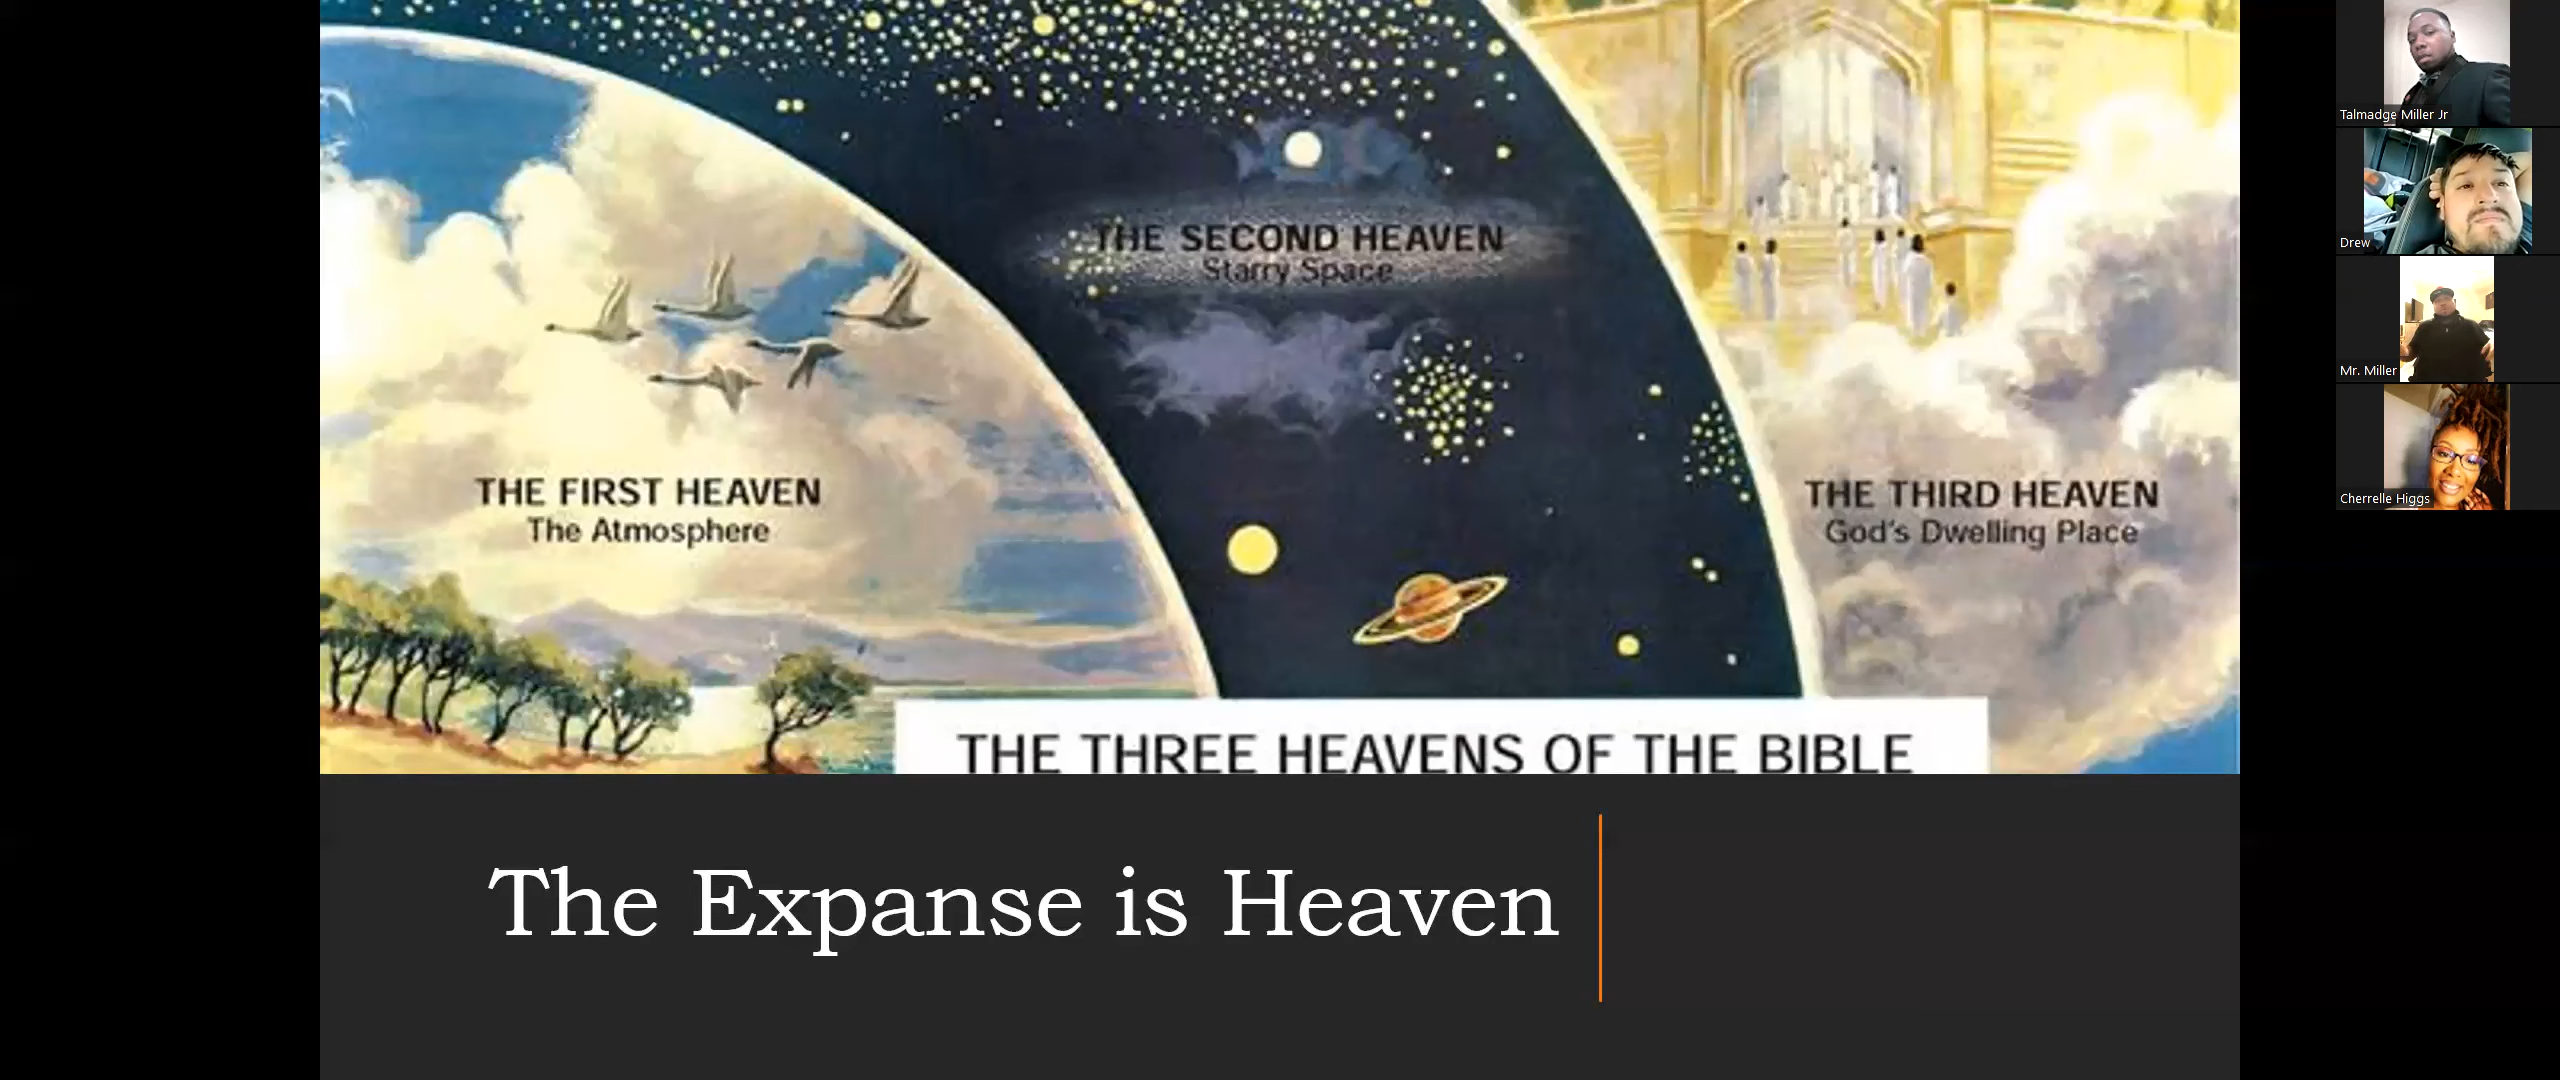 THE SECOND HEAVEN
Starry Space
THE FIRST HEAVEN
The Atmosphere
THE THIRD HEAVEN
God's Dwelling Place
THE THREE HEAVENS OF THE BIBLE
The Expanse is Heaven
Talmadge Miller Jr
Drew
Mr. Miller
Cherrelle Higgs